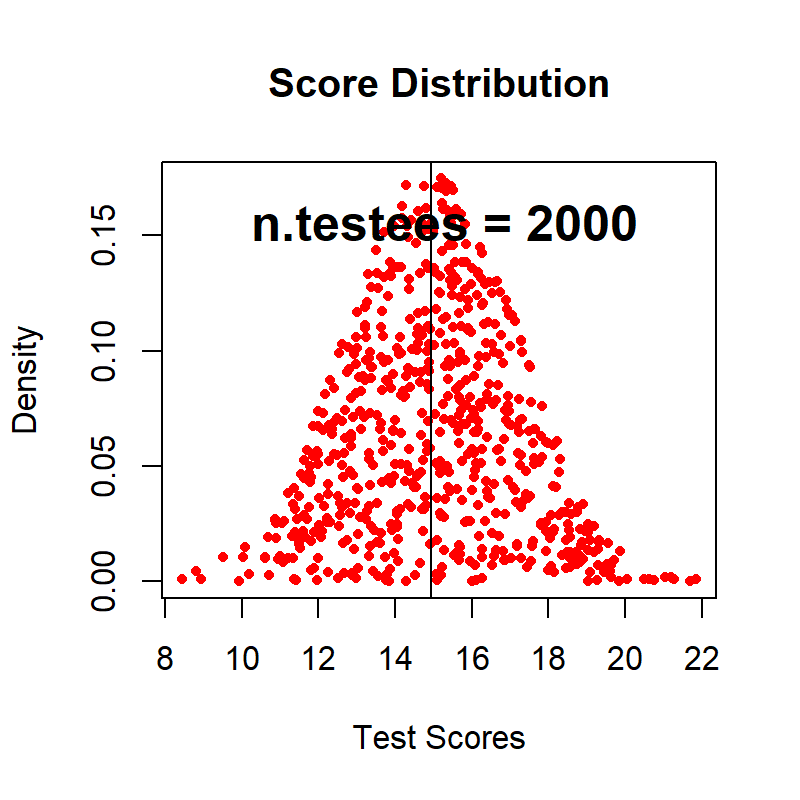 Score Distribution
n.testees = 2000
Density
0.15
0.10
0.05
0.00
8 10 12 14 16 18 20 22
Test Scores